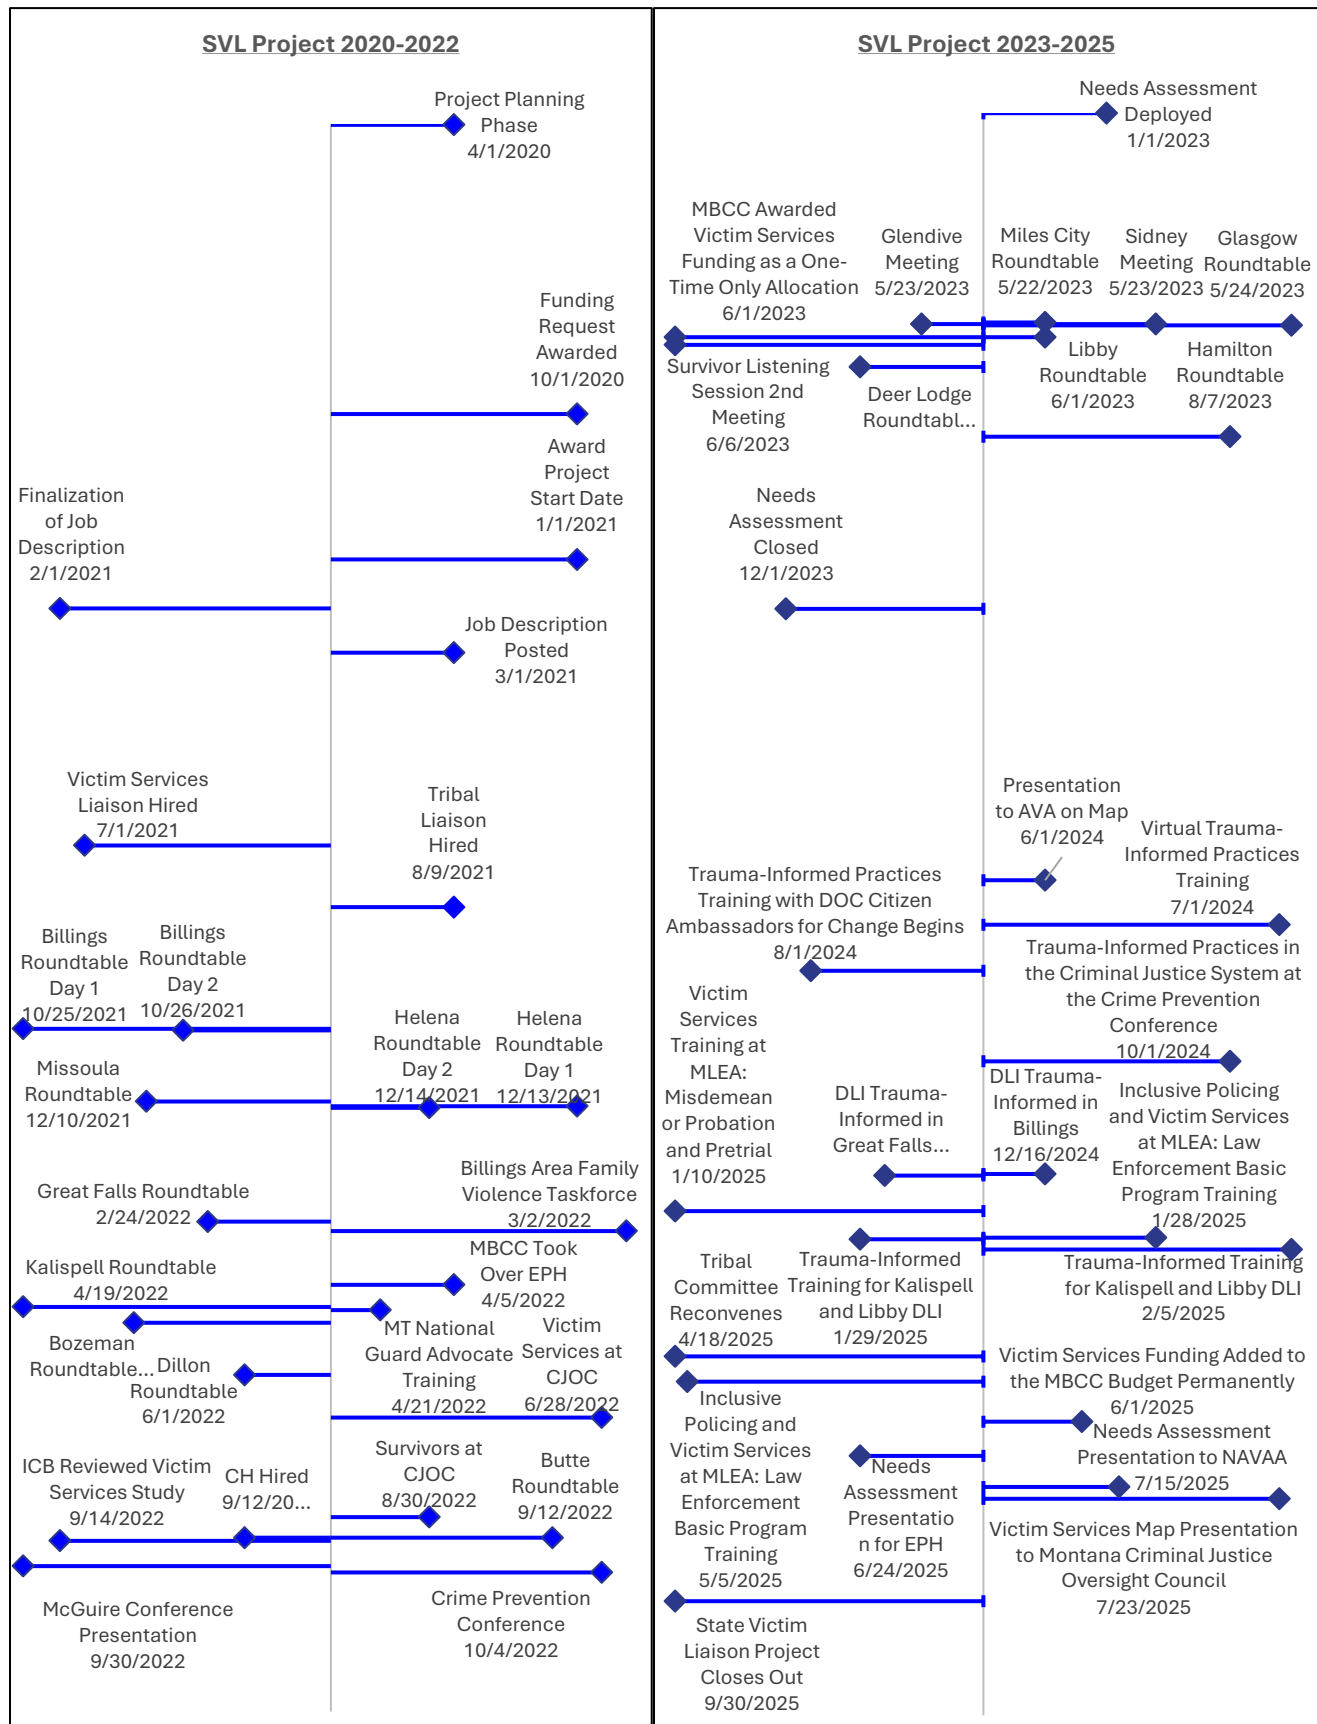 SVL Project 2020-2022
Project Planning
Phase
4/1/2020
Funding
Request
Awarded
10/1/2020
Award
Project
Start Date
1/1/2021
Finalization
of Job
Description
2/1/2021
Job Description
Posted
3/1/2021
Victim Services
Liaison Hired
7/1/2021
Tribal
Liaison
Hired
8/9/2021
Billings
Roundtable
Day 1
10/25/2021
Billings
Roundtable
Day 2
10/26/2021
Missoula
Roundtable
12/10/2021
Helena
Roundtable
Day 2
12/14/2021
Helena
Roundtable
Day 1
12/13/2021
Great Falls Roundtable
2/24/2022
Billings Area Family
Violence Taskforce
3/2/2022
MBCC Took
Over EPH
4/5/2022
Kalispell Roundtable
4/19/2022
MT National
Guard Advocate
Training
4/21/2022
Bozeman
Roundtable...
Dillon
Roundtable
6/1/2022
Victim
Services at
CJOC
6/28/2022
Survivors at
CJOC
8/30/2022
Butte
Roundtable
9/12/2022
CH Hired
9/12/20...
ICB Reviewed Victim
Services Study
9/14/2022
McGuire Conference
Presentation
9/30/2022
Crime Prevention
Conference
10/4/2022
SVL Project 2023-2025
Needs Assessment
Deployed
1/1/2023
MBCC Awarded
Victim Services
Funding as a One-
Time Only Allocation
6/1/2023
Glendive
Meeting
5/23/2023
Miles City
Roundtable
5/22/2023
Sidney
Meeting
5/23/2023
Glasgow
Roundtable
5/24/2023
Survivor Listening
Session 2nd
Meeting
6/6/2023
Deer Lodge
Roundtabl...
Libby
Roundtable
6/1/2023
Hamilton
Roundtable
8/7/2023
Needs
Assessment
Closed
12/1/2023
Presentation
to AVA on Map
6/1/2024
Virtual Trauma-
Informed Practices
Training
7/1/2024
Trauma-Informed Practices
Training with DOC Citizen
Ambassadors for Change Begins
8/1/2024
Trauma-Informed Practices in
the Criminal Justice System at
the Crime Prevention
Conference
10/1/2024
Victim
Services
Training at
MLEA:
Misdemean
or Probation
and Pretrial
1/10/2025
DLI Trauma-
Informed in
Great Falls...
DLI Trauma-
Informed in
Billings
12/16/2024
Inclusive Policing
and Victim Services
at MLEA: Law
Enforcement Basic
Program Training
1/28/2025
Tribal
Committee
Reconvenes
4/18/2025
Trauma-Informed
Training for Kalispell
and Libby DLI
1/29/2025
Trauma-Informed Training
for Kalispell and Libby DLI
2/5/2025
Victim Services Funding Added to
the MBCC Budget Permanently
6/1/2025
Inclusive
Policing and
Victim Services
at MLEA: Law
Enforcement
Basic Program
Training
5/5/2025
Needs
Assessment
Presentatio
n for EPH
6/24/2025
Needs Assessment
Presentation to NAVAA
7/15/2025
Victim Services Map Presentation
to Montana Criminal Justice
Oversight Council
7/23/2025
State Victim
Liaison Project
Closes Out
9/30/2025